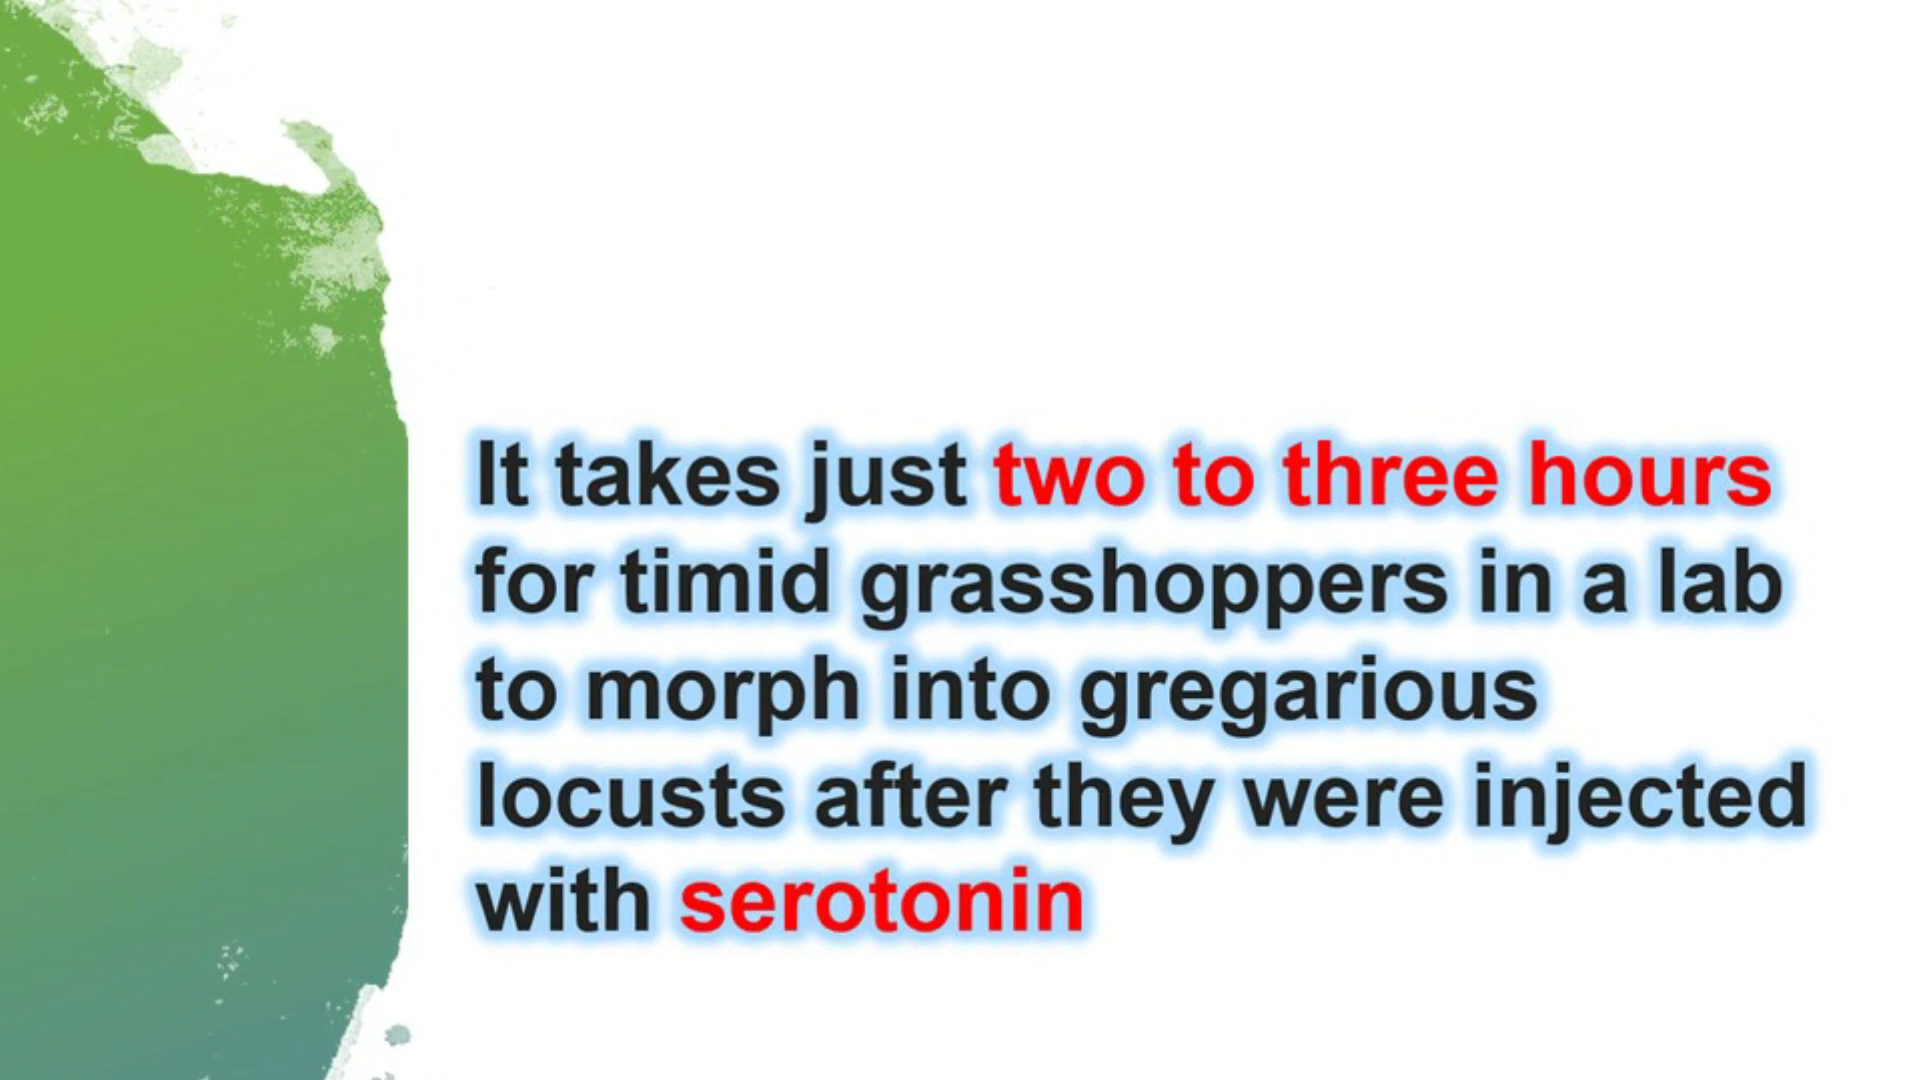 It takes just two to three hours
for timid grasshoppers in a lab
to morph into gregarious
locusts after they were injected
with serotonin